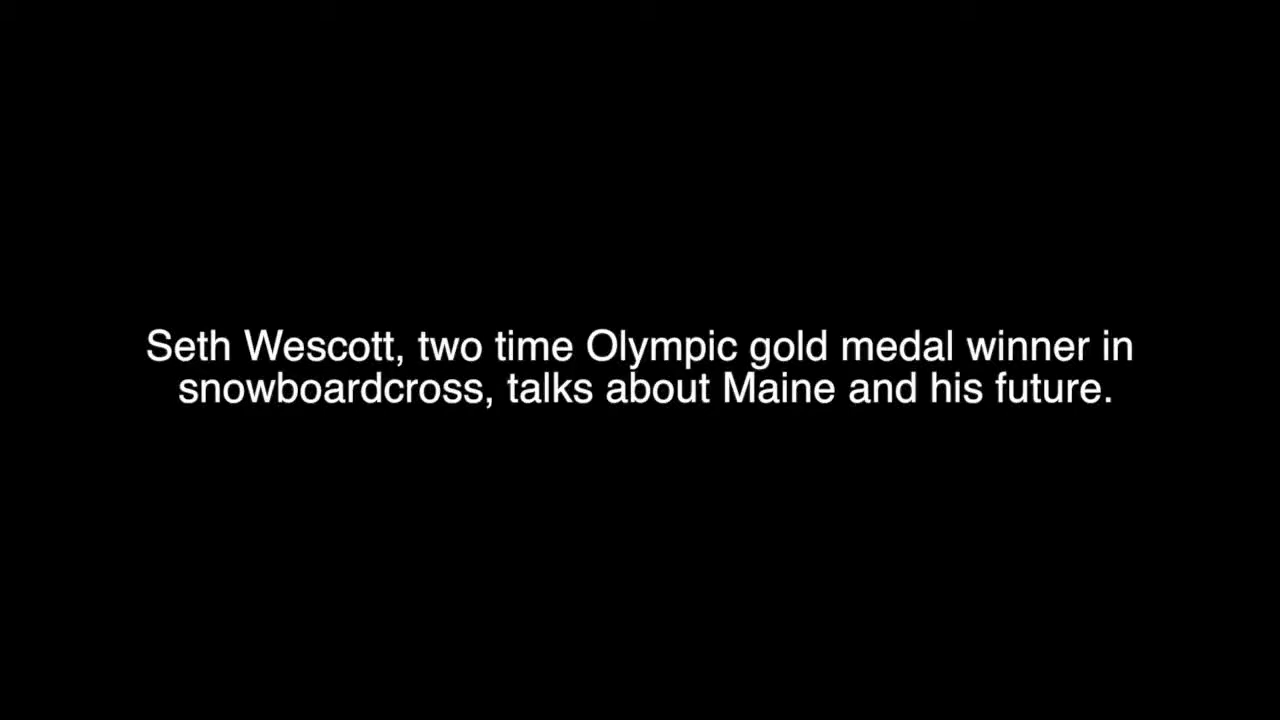 Seth Wescott, two time Olympic gold medal winner in
snowboardcross, talks about Maine and his future.